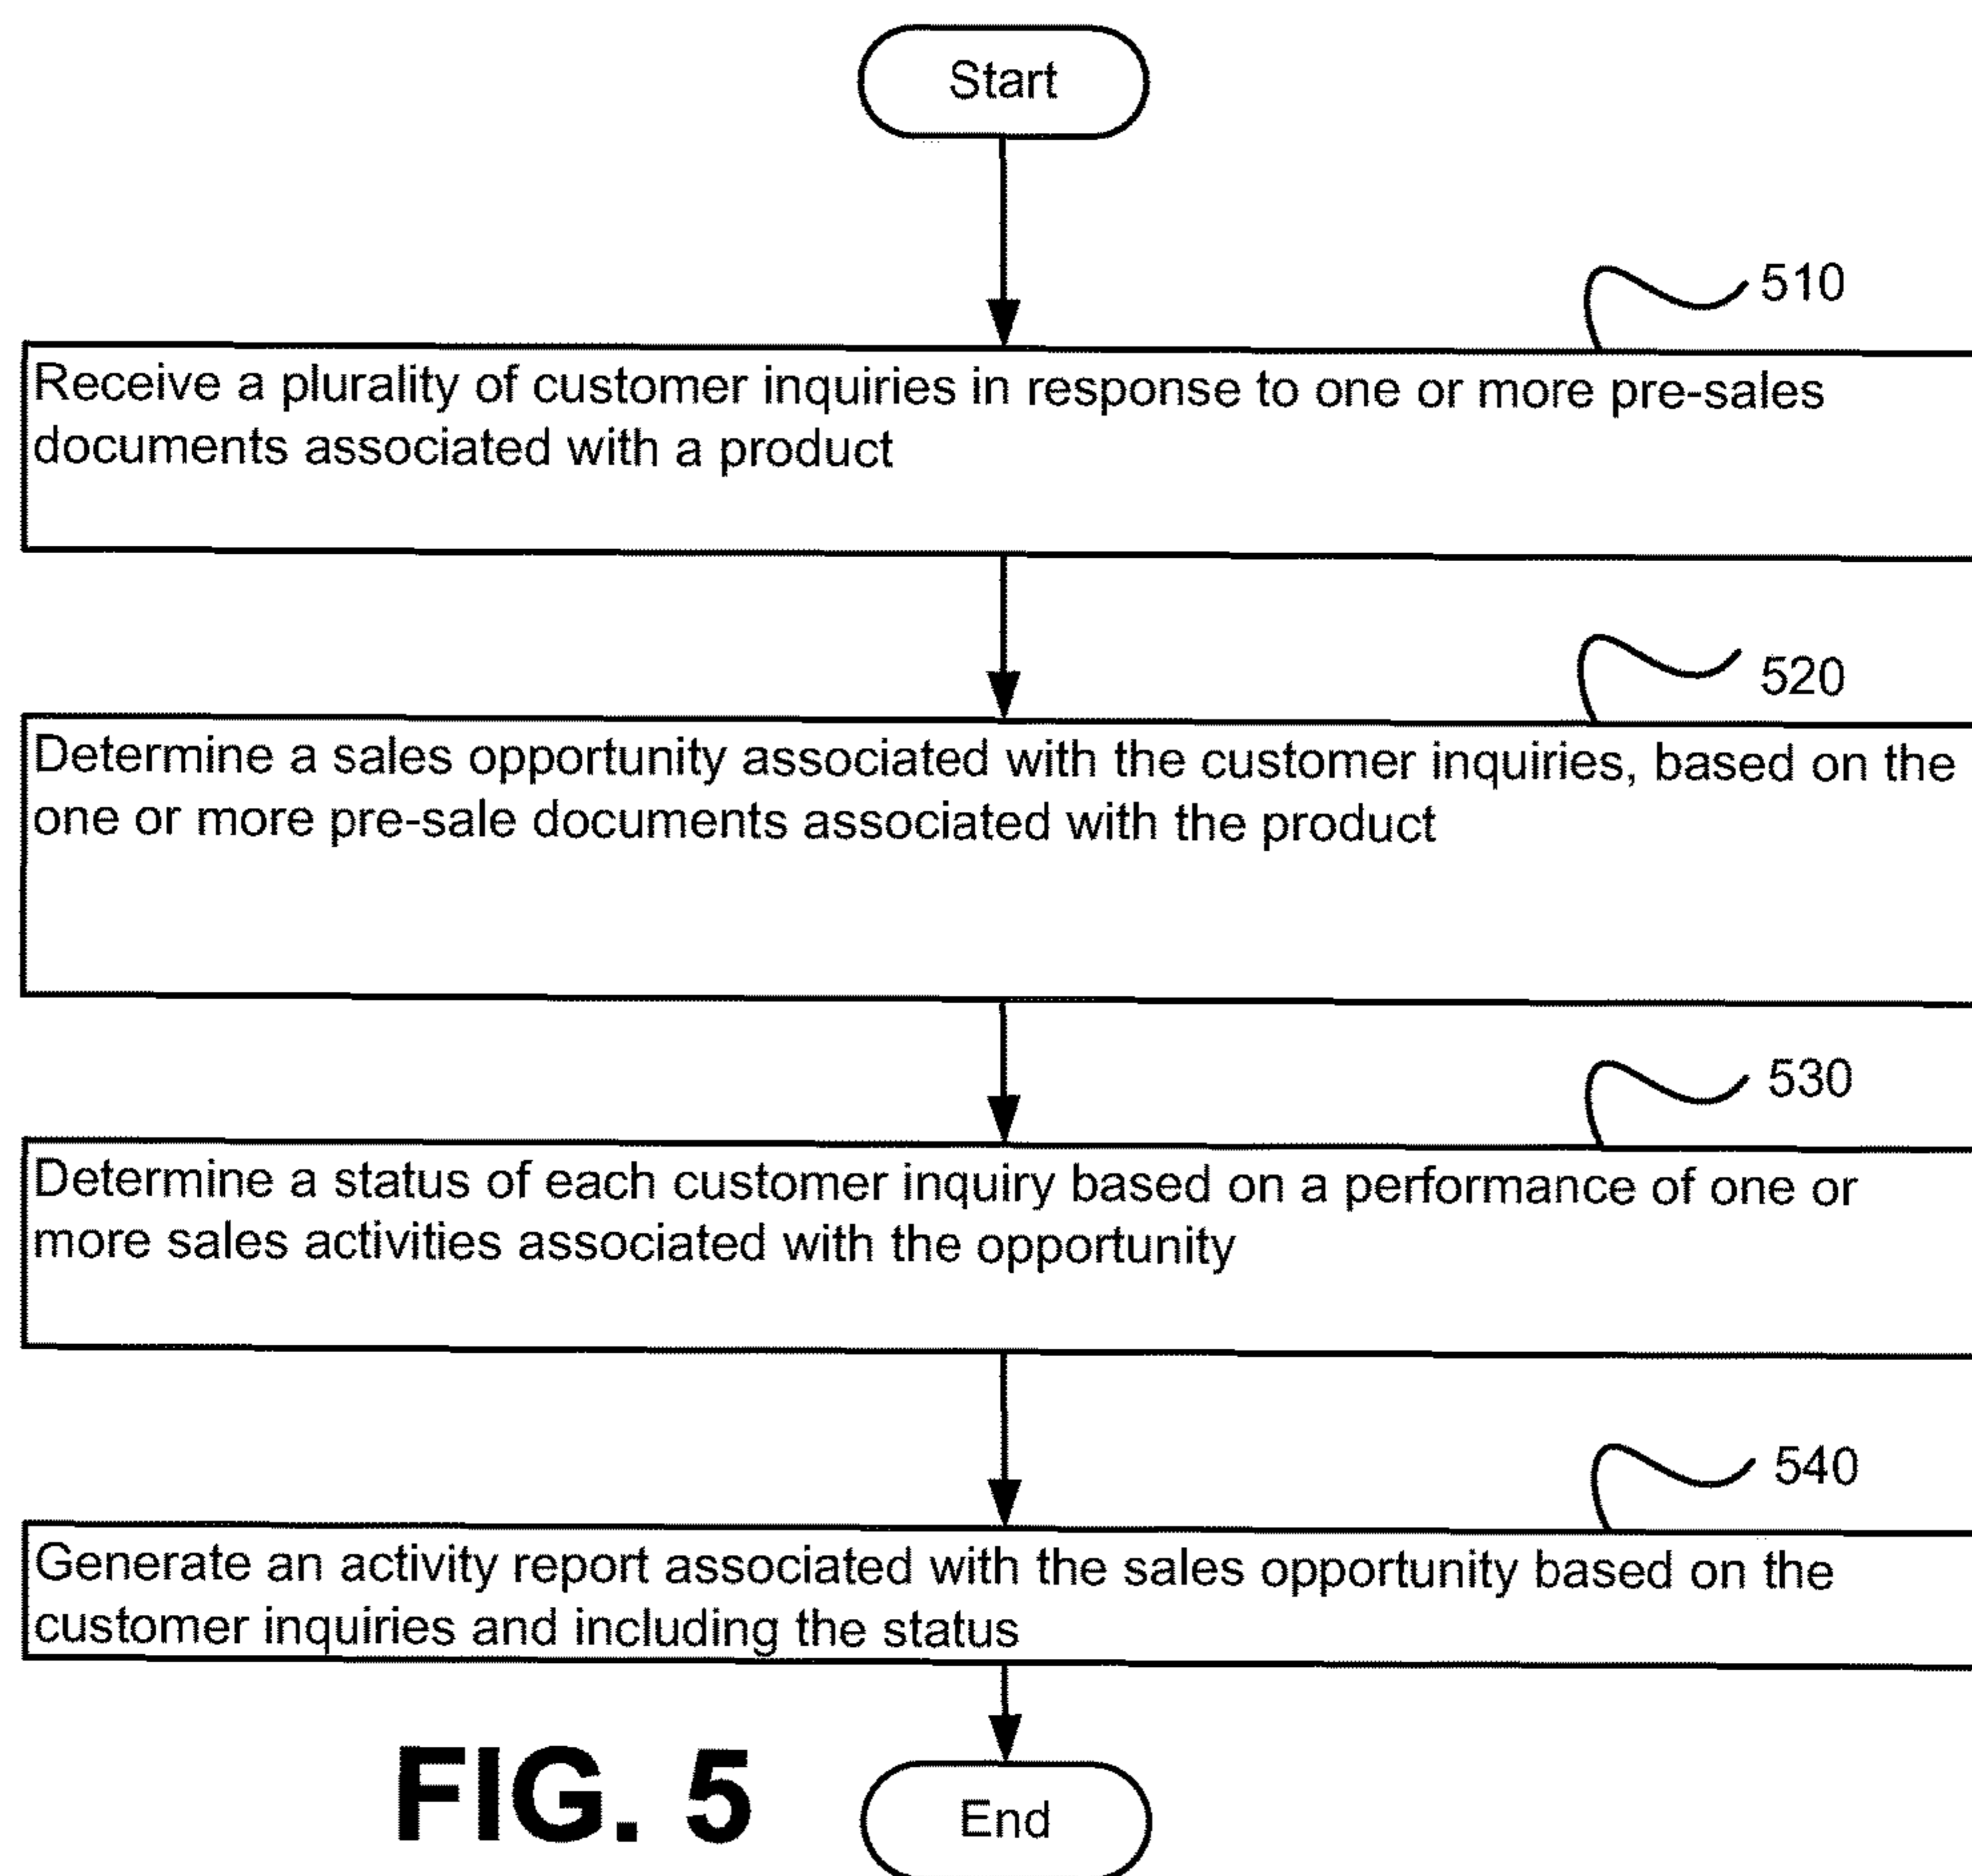 Start
510
Receive a plurality of customer inquiries in response to one or more pre-sales
documents associated with a product
520
Determine a sales opportunity associated with the customer inquiries, based on the
one or more pre-sale documents associated with the product
530
Determine a status of each customer inquiry based on a performance of one or
more sales activities associated with the opportunity
540
Generate an activity report associated with the sales opportunity based on the
customer inquiries and including the status
FIG. 5
End